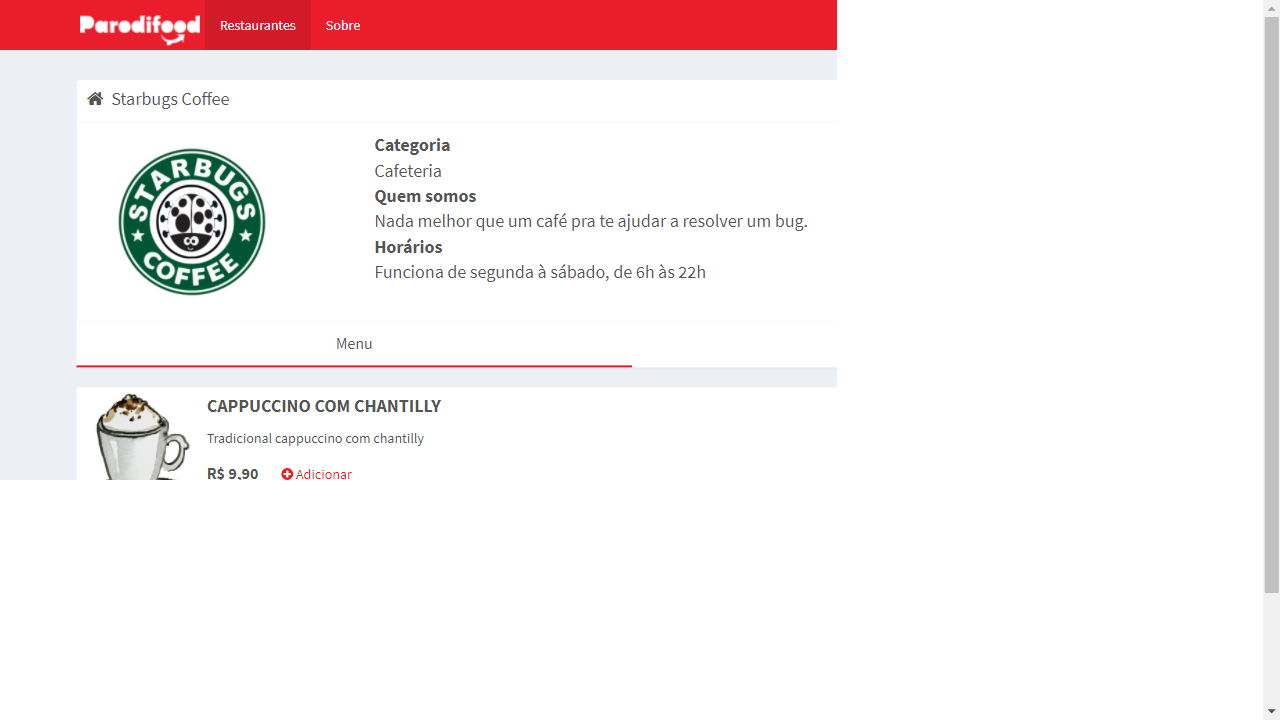 Parodifood
Restaurantes
Sobre
Starbugs Coffee
STARBUGS
COFFEE
Categoria
Cafeteria
Quem somos
Nada melhor que um café pra te ajudar a resolver um bug.
Horários
Funciona de segunda à sábado, de 6h às 22h
Menu
CAPPUCCINO COM CHANTILLY
Tradicional cappuccino com chantilly
R$ 9,90 Adicionar